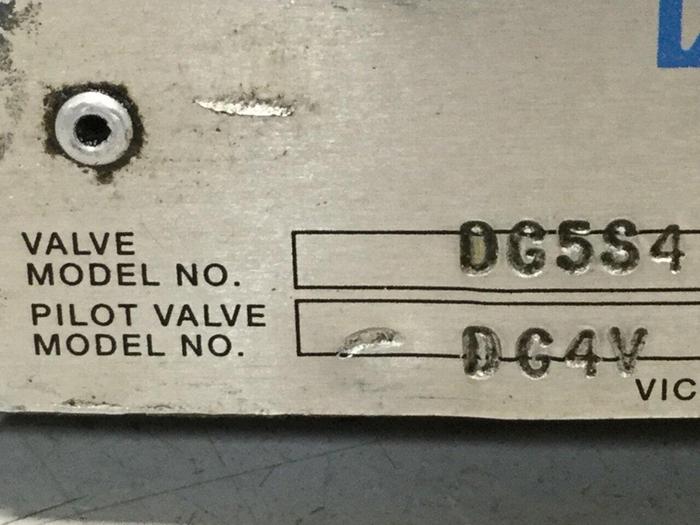 VALVE
MODEL NO. DG5S4
PILOT VALVE
MODEL NO. DG4V
VIC